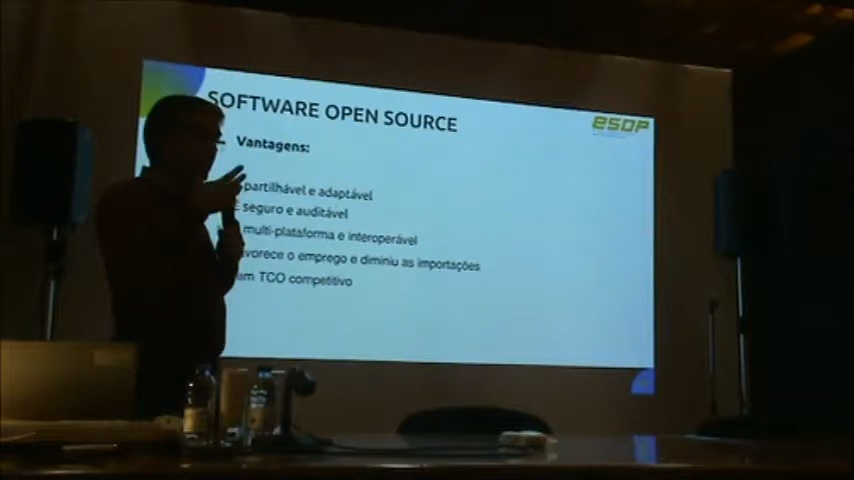 SOFTWARE OPEN SOURCE
esop
Vantagens:
partilhável e adaptável
seguro e auditável
multi-plataforma e interoperável
o emprego e diminiu as importações
TCO competitivo